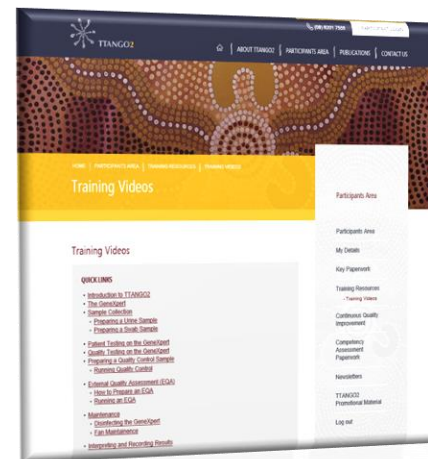 TTANGO2
ABOUT TTANGO2 | PARTICIPANTS AREA | PUBLICATIONS | CONTACT US
HOME | PARTICIPANTS AREA | TRAINING RESOURCES | TRAINING VIDEOS
Training Videos
Training Videos
QUICK LINKS
• Introduction to TTANGO2
• The GeneXpert
• Sample Collection
- Preparing a Urine Sample
- Preparing a Swab Sample
• Patient Testing on the GeneXpert
• Quality Testing on the GeneXpert
• Preparing a Quality Control Sample
- Running Quality Control
• External Quality Assessment (EQA)
- How to Prepare an EQA
- Running an EQA
• Maintenance
- Disinfecting the GeneXpert
- Fan Maintainence
• Interpreting and Recording Results
Participants Area
Participants Area
My Details
Key Paperwork
Training Resources
- Training Videos
Continuous Quality
Improvement
Competency
Assessment
Paperwork
Newsletters
TTANGO2
Promotional Material
Log out